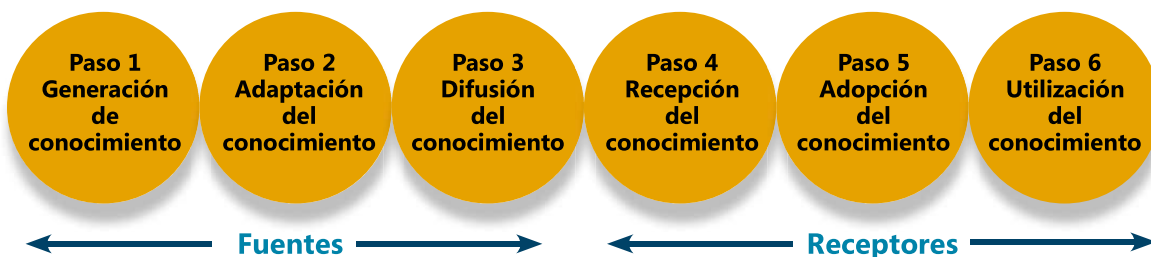 Paso 1
Generación
de
conocimiento
Paso 2
Adaptación
del
conocimiento
Paso 3
Difusión
del
conocimiento
Paso 4
Recepción
del
conocimiento
Paso 5
Adopción
del
conocimiento
Paso 6
Utilización
del
conocimiento
Fuentes
Receptores